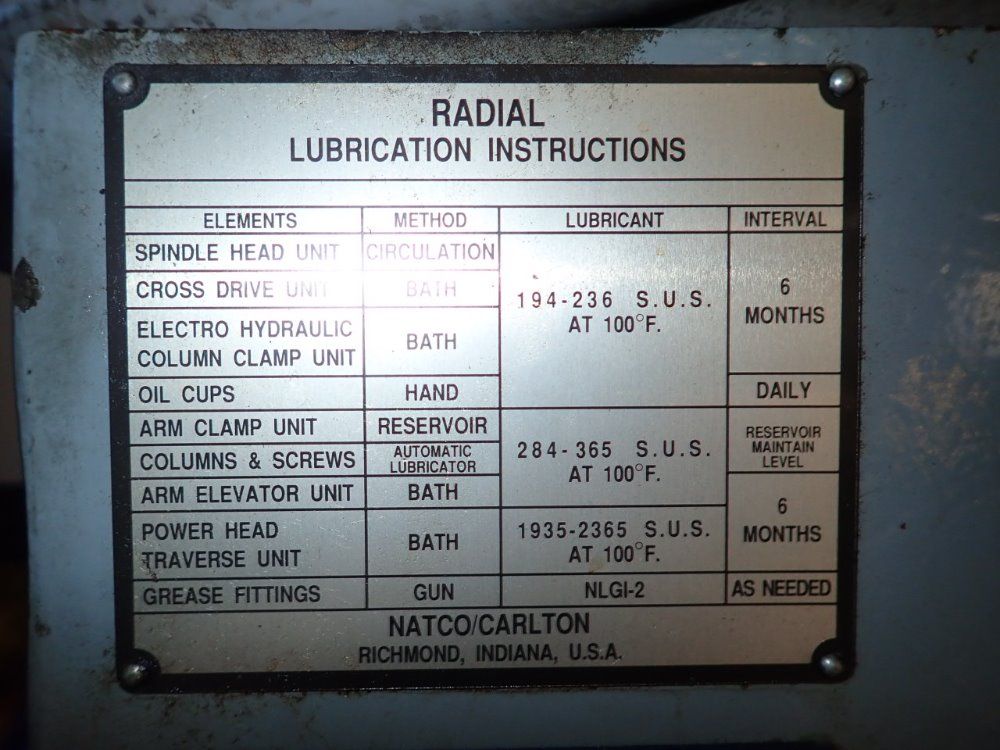 RADIAL
LUBRICATION INSTRUCTIONS
ELEMENTS METHOD LUBRICANT INTERVAL
SPINDLE HEAD UNIT CIRCULATION
CROSS DRIVE UNIT BATH
194-236 S.U.S.
AT 100°F.
6
MONTHS
ELECTRO HYDRAULIC
COLUMN CLAMP UNIT
BATH
OIL CUPS HAND DAILY
ARM CLAMP UNIT RESERVOIR
284-365 S.U.S.
AT 100°F.
RESERVOIR
MAINTAIN
LEVEL
COLUMNS & SCREWS
AUTOMATIC
LUBRICATOR
ARM ELEVATOR UNIT BATH
6
MONTHS
POWER HEAD
TRAVERSE UNIT
BATH
1935-2365 S.U.S.
AT 100°F.
GREASE FITTINGS GUN NLGI-2 AS NEEDED
NATCO/CARLTON
RICHMOND, INDIANA, U.S.A.